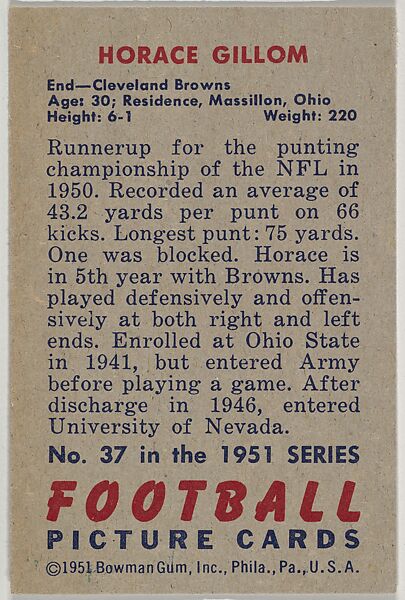 HORACE GILLOM
End—Cleveland Browns
Age: 30; Residence, Massillon, Ohio
Height: 6-1 Weight: 220
Runnerup for the punting
championship of the NFL in
1950. Recorded an average of
43.2 yards per punt on 66
kicks. Longest punt: 75 yards.
One was blocked. Horace is
in 5th year with Browns. Has
played defensively and offen-
sively at both right and left
ends. Enrolled at Ohio State
in 1941, but entered Army
before playing a game. After
discharge in 1946, entered
University of Nevada.
No. 37 in the 1951 SERIES
FOOTBALL
PICTURE CARDS
©1951 Bowman Gum, Inc., Phila., Pa., U.S.A.